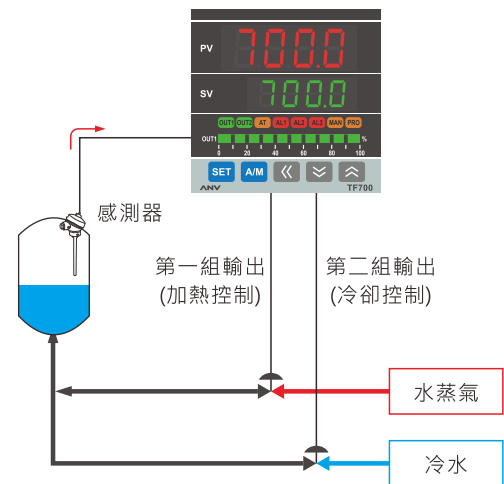 PV 700.0
SV 700.0
OUT1 OUT2 AT AL1 AL2 AL3 MAN PRO
OUT1 %
0 20 40 60 80 100
SET A/M
ANV TF700
感測器
第一組輸出
(加熱控制)
第二組輸出
(冷卻控制)
水蒸氣
冷水